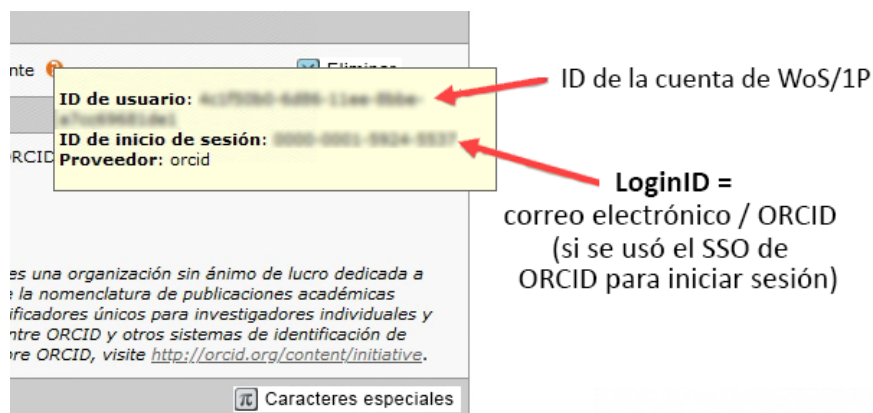 nte
Eliminar
ID de usuario:
ID de inicio de sesión:
ORCID
Proveedor: orcid
ID de la cuenta de WoS/1P
LoginID =
correo electrónico / ORCID
(si se usó el SSO de
ORCID para iniciar sesión)
es una organización sin ánimo de lucro dedicada a
la nomenclatura de publicaciones académicas
ificadores únicos para investigadores individuales y
ntre ORCID y otros sistemas de identificación de
re ORCID, visite http://orcid.org/content/initiative.
π Caracteres especiales